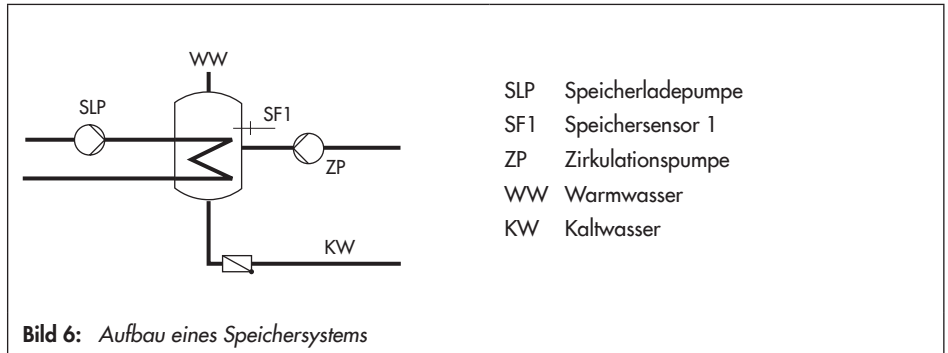 WW
SLP
SF1
ZP
KW
SLP Speicherladepumpe
SF1 Speichersensor 1
ZP Zirkulationspumpe
WW Warmwasser
KW Kaltwasser
Bild 6: Aufbau eines Speichersystems